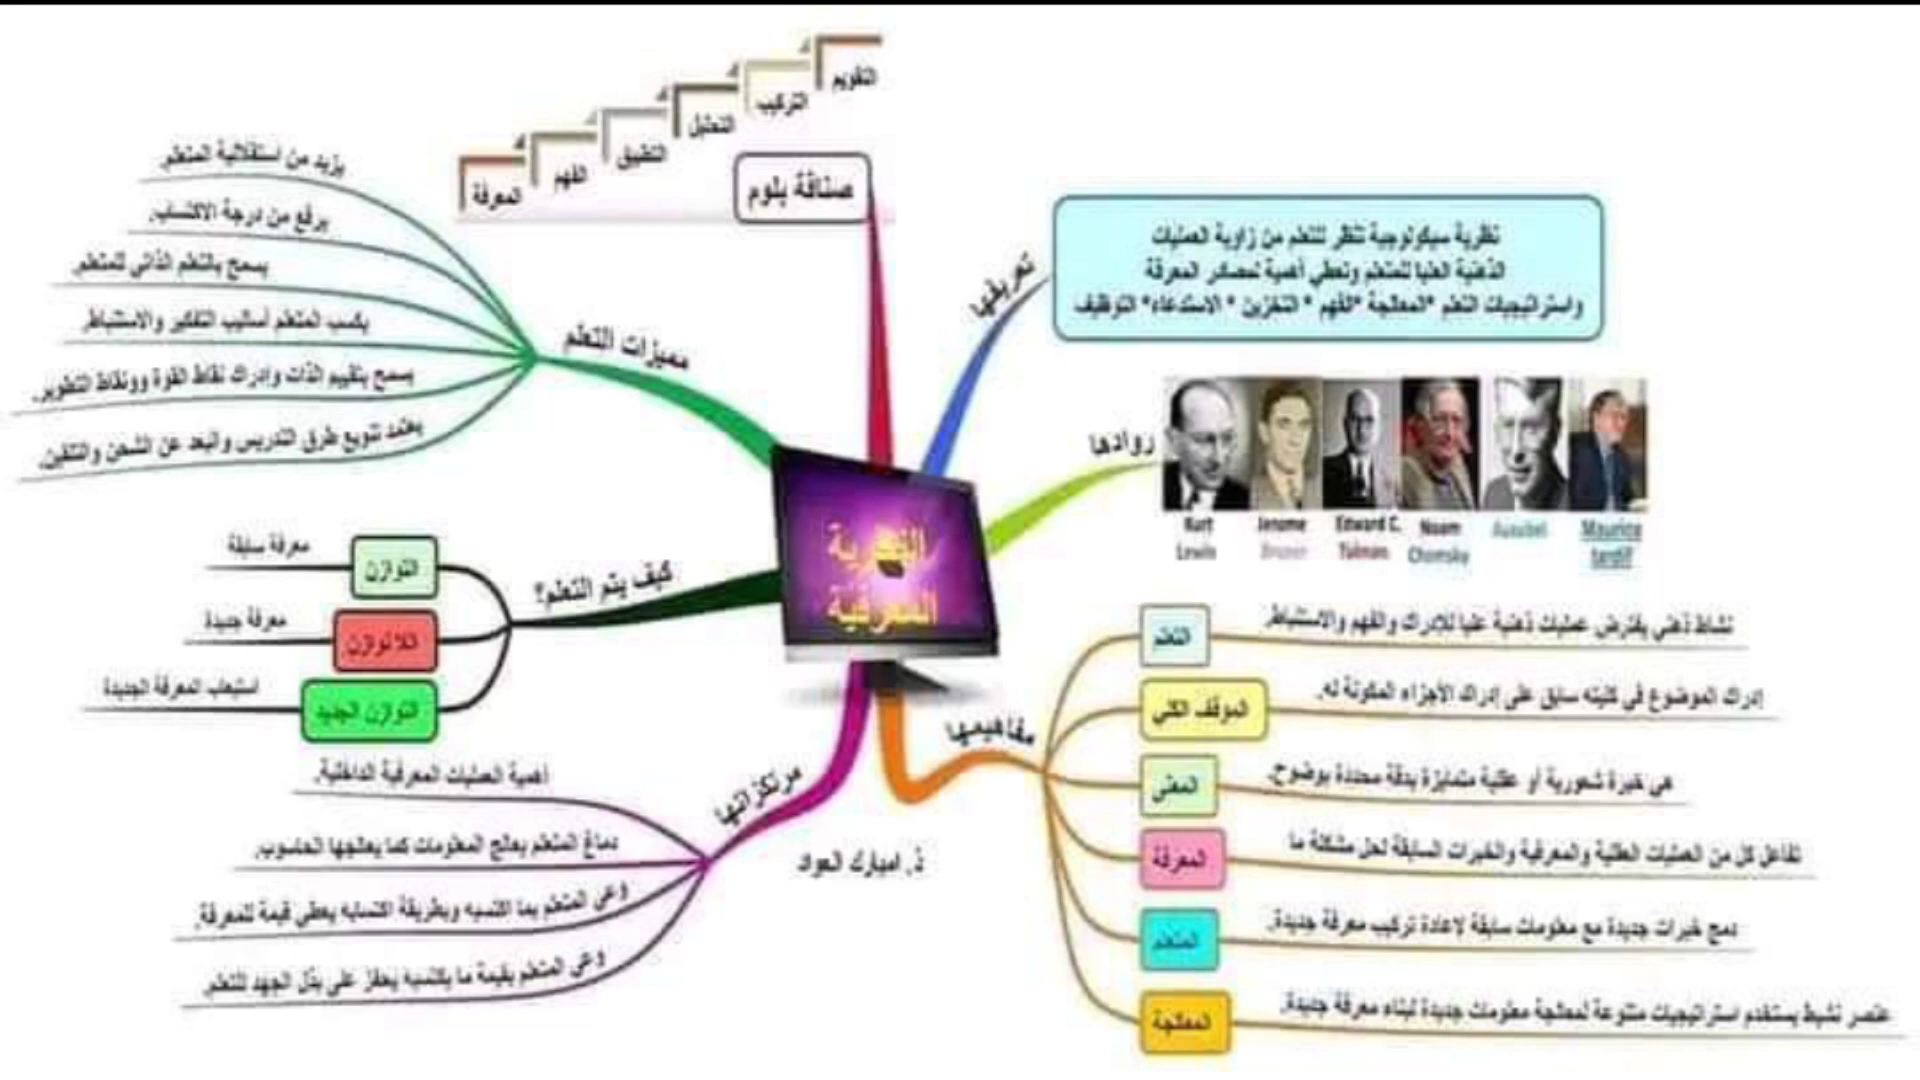 النظرية
المعرفية
صنافة بلوم
المعرفة
الفهم
التطبيق
التحليل
التركيب
التقويم
تعريفها
نظرية سيكولوجية تنظر للتعلم من زاوية العمليات
الذهنية العليا للمتعلم وتعطي أهمية لمصادر المعرفة
واستراتيجيات التعلم *المعالجة *الفهم * التخزين * الاستدعاء* التوظيف
روادها
Kurt
Lewis
Jerome
Bruner
Edward C.
Tolman
Noam
Chomsky
Ausubel
Maurice
tardif
مفاهيمها
التعلم
نشاط ذهني يفترض عمليات ذهنية عليا للإدراك والفهم والاستنباط.
الموقف الكلي
إدراك الموضوع في كليته سابق على إدراك الأجزاء المكونة له.
المعنى
هي خبرة شعورية أو عقلية متمايزة بدقة محددة بوضوح.
المعرفة
تفاعل كل من العمليات العقلية والمعرفية والخبرات السابقة لحل مشكلة ما
المتعلم
دمج خبرات جديدة مع معلومات سابقة لإعادة تركيب معرفة جديدة.
المعالجة
عنصر نشيط يستخدم استراتيجيات متنوعة لمعالجة معلومات جديدة لبناء معرفة جديدة.
مميزات التعلم
يزيد من استقلالية المتعلم.
يرفع من درجة الاكتساب.
يسمح بالتعلم الذاتي للمتعلم.
يكسب المتعلم أساليب التفكير والاستنباط.
يسمح بتقييم الذات وإدراك نقاط القوة وونقاط التطوير.
يعتمد تنويع طرق التدريس والبعد عن الشحن والتلقين.
كيف يتم التعلم؟
التوازن
معرفة سابقة
اللاتوازن
معرفة جديدة
التوازن الجديد
استيعاب المعرفة الجديدة
مرتكزاتها
أهمية العمليات المعرفية الداخلية.
دماغ المتعلم يعالج المعلومات كما يعالجها الحاسوب.
وعي المتعلم بما اكتسبه وبطريقة اكتسابه يعطي قيمة للمعرفة.
وعي المتعلم بقيمة ما يكتسبه يحفز على بذل الجهد للتعلم.
ذ. امبارك العواد